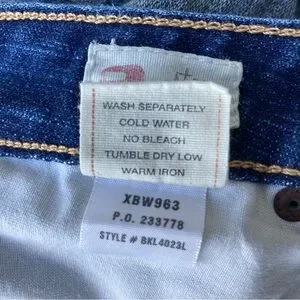 WASH SEPARATELY
COLD WATER
NO BLEACH
TUMBLE DRY LOW
WARM IRON
XBW963
P.O. 233778
STYLE # BKL4023L